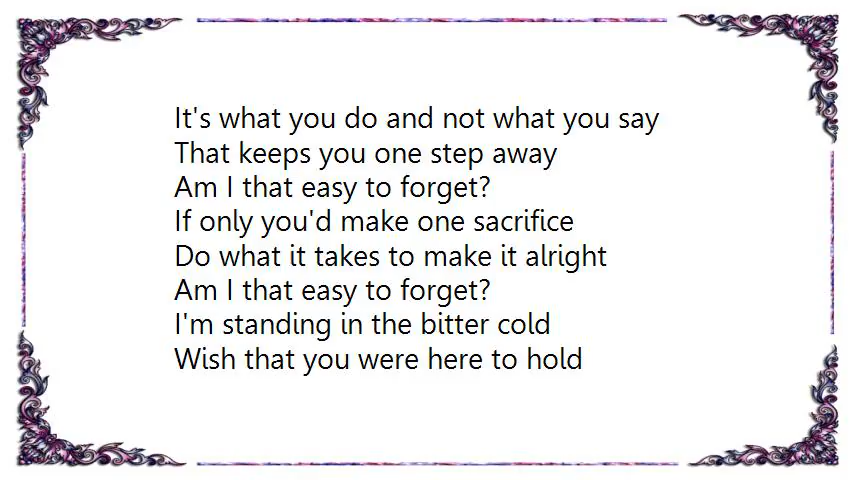 It's what you do and not what you say
That keeps you one step away
Am I that easy to forget?
If only you'd make one sacrifice
Do what it takes to make it alright
Am I that easy to forget?
I'm standing in the bitter cold
Wish that you were here to hold